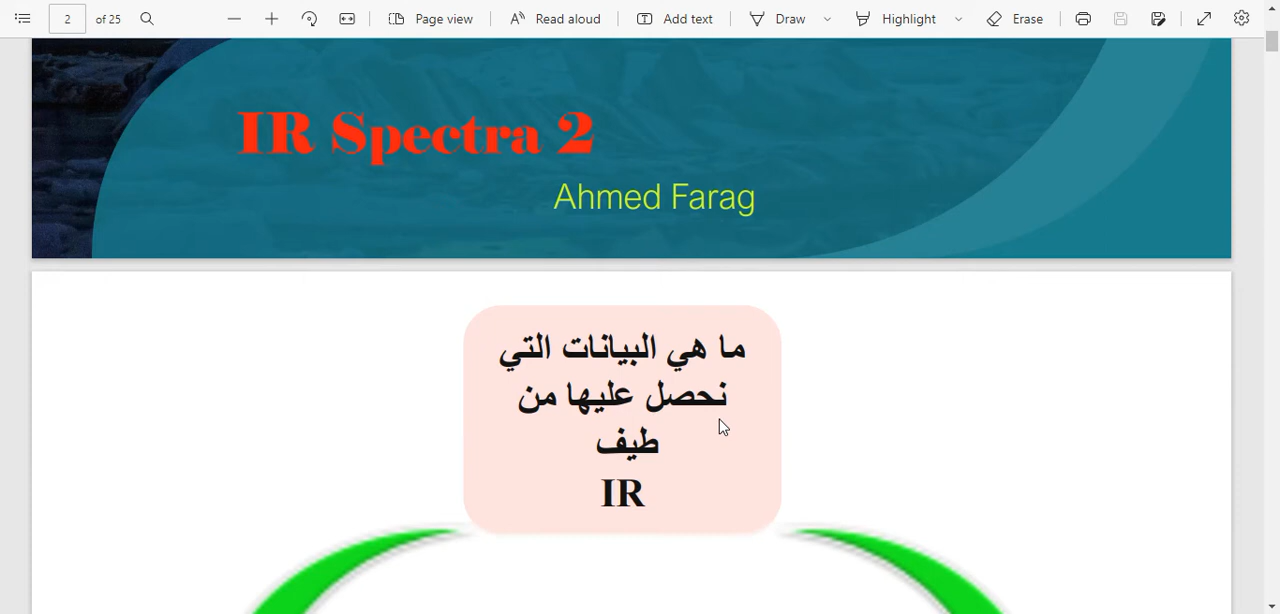 2 of 25 Page view Read aloud Add text Draw Highlight Erase
IR Spectra 2
Ahmed Farag
ما هي البيانات التي
نحصل عليها من
طيف
IR